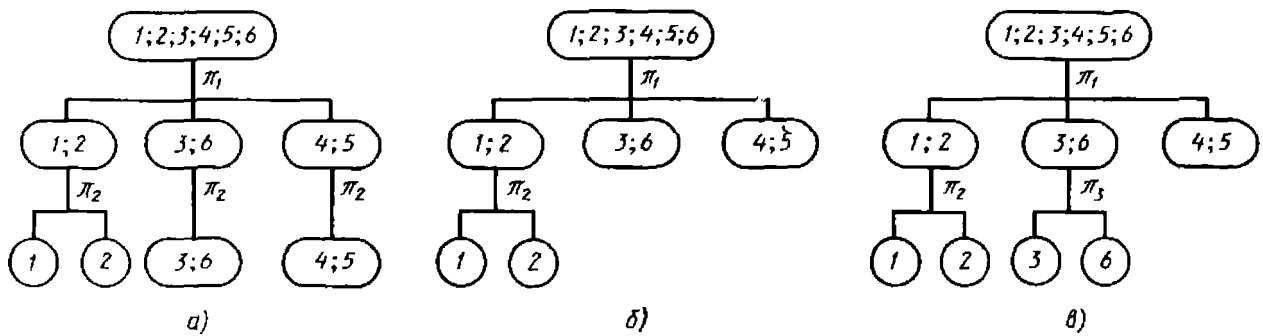 1;2;3;4;5;6 1;2;3;4;5;6 1;2;3;4;5;6
π₁ π₁ π₁
1;2 3;6 4;5 1;2 3;6 4;5 1;2 3;6 4;5
π₂ π₂ π₂ π₂ π₂ π₃
1 2 3;6 4;5 1 2 1 2 3 6
а) б) в)